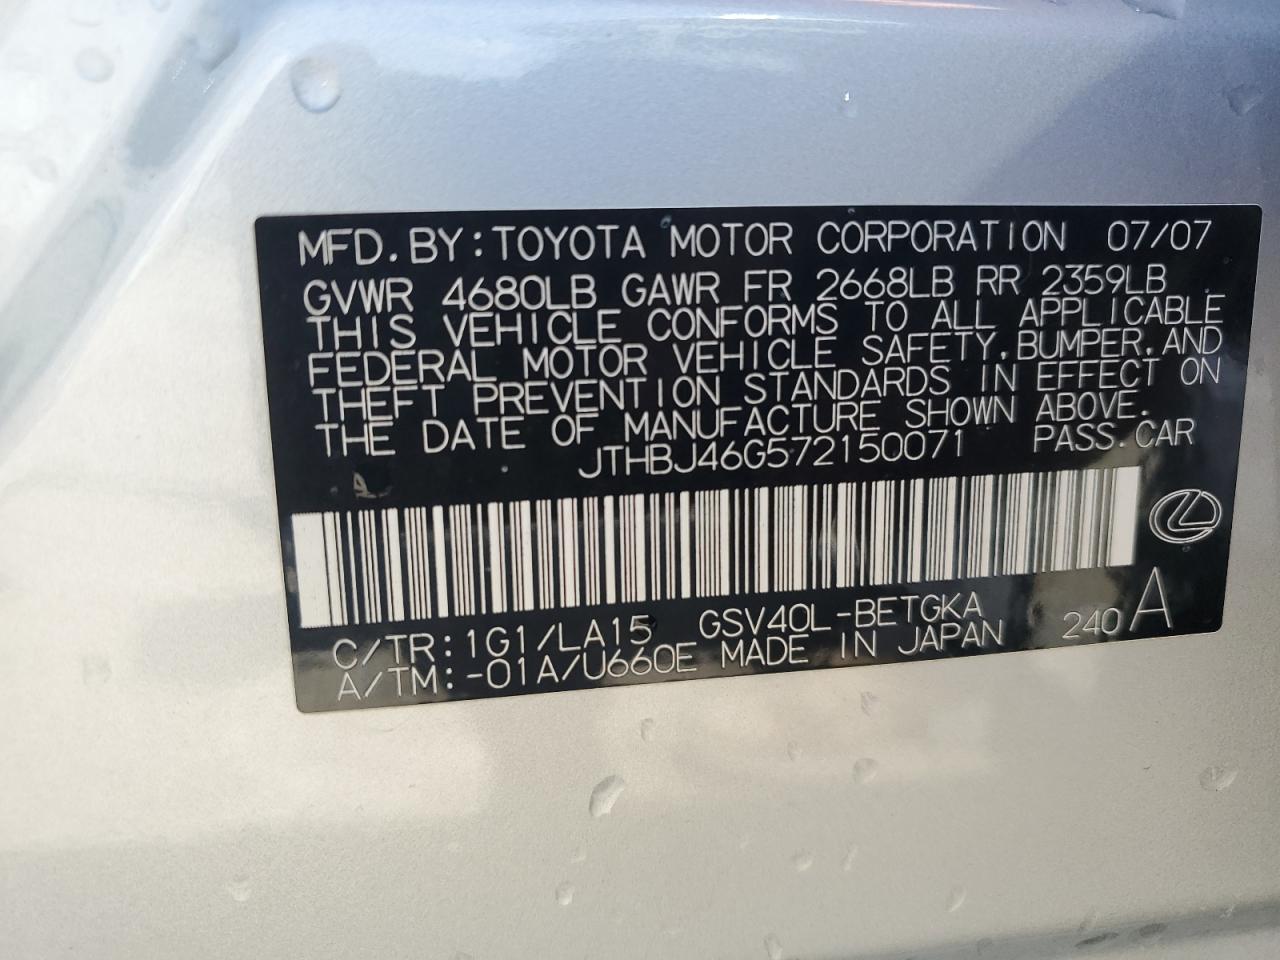 MFD. BY: TOYOTA MOTOR CORPORATION 07/07
GVWR 4680LB GAWR FR 2668LB RR 2359LB
THIS VEHICLE CONFORMS TO ALL APPLICABLE
FEDERAL MOTOR VEHICLE SAFETY, BUMPER, AND
THEFT PREVENTION STANDARDS IN EFFECT ON
THE DATE OF MANUFACTURE SHOWN ABOVE.
JTHBJ46G572150071 PASS. CAR
C/TR: 1G1/LA15 GSV40L-BETGKA 240 A
A/TM: -01A/U660E MADE IN JAPAN